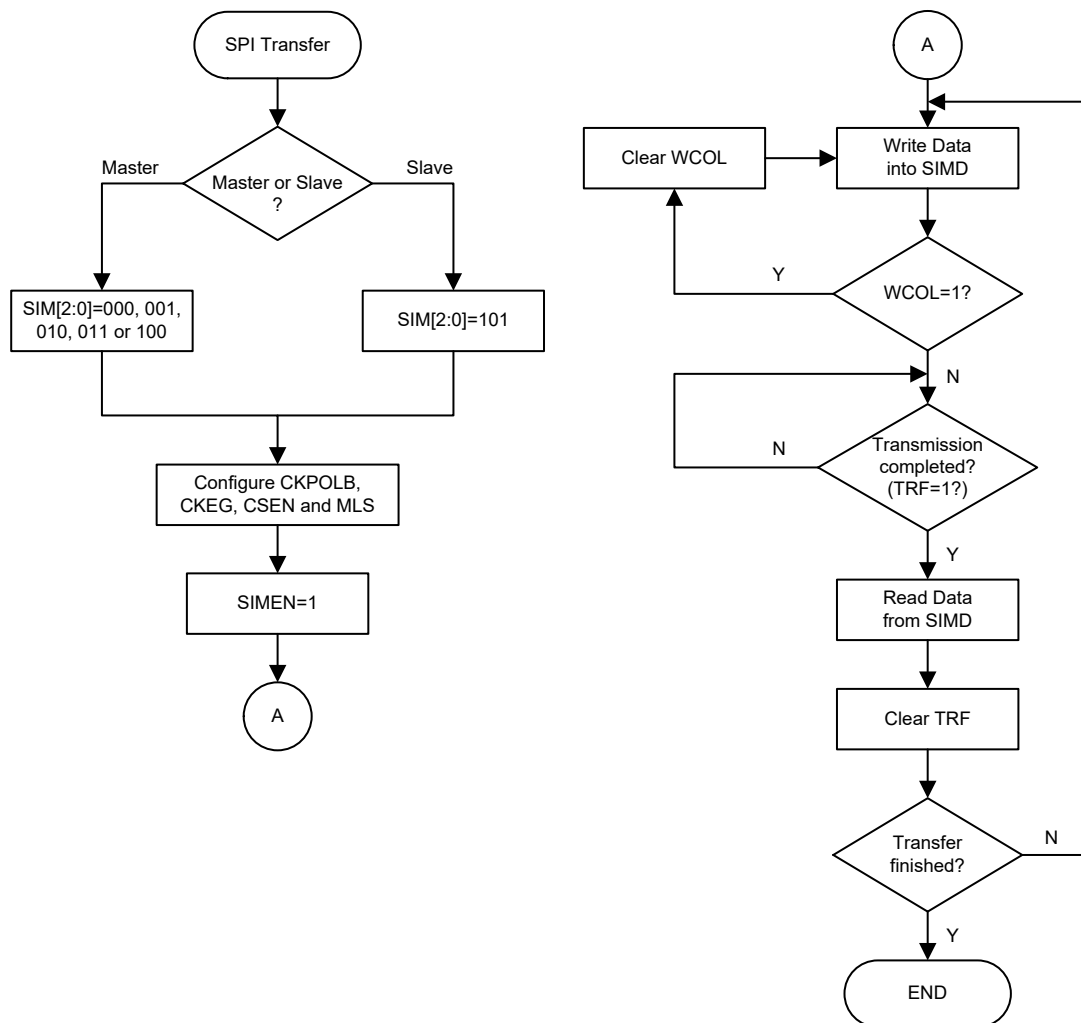 SPI Transfer
Master
Slave
Master or Slave
?
SIM[2:0]=000, 001,
010, 011 or 100
SIM[2:0]=101
Configure CKPOLB,
CKEG, CSEN and MLS
SIMEN=1
A
A
Clear WCOL
Write Data
into SIMD
Y
WCOL=1?
N
N
Transmission
completed?
(TRF=1?)
Y
Read Data
from SIMD
Clear TRF
Transfer
finished?
N
Y
END